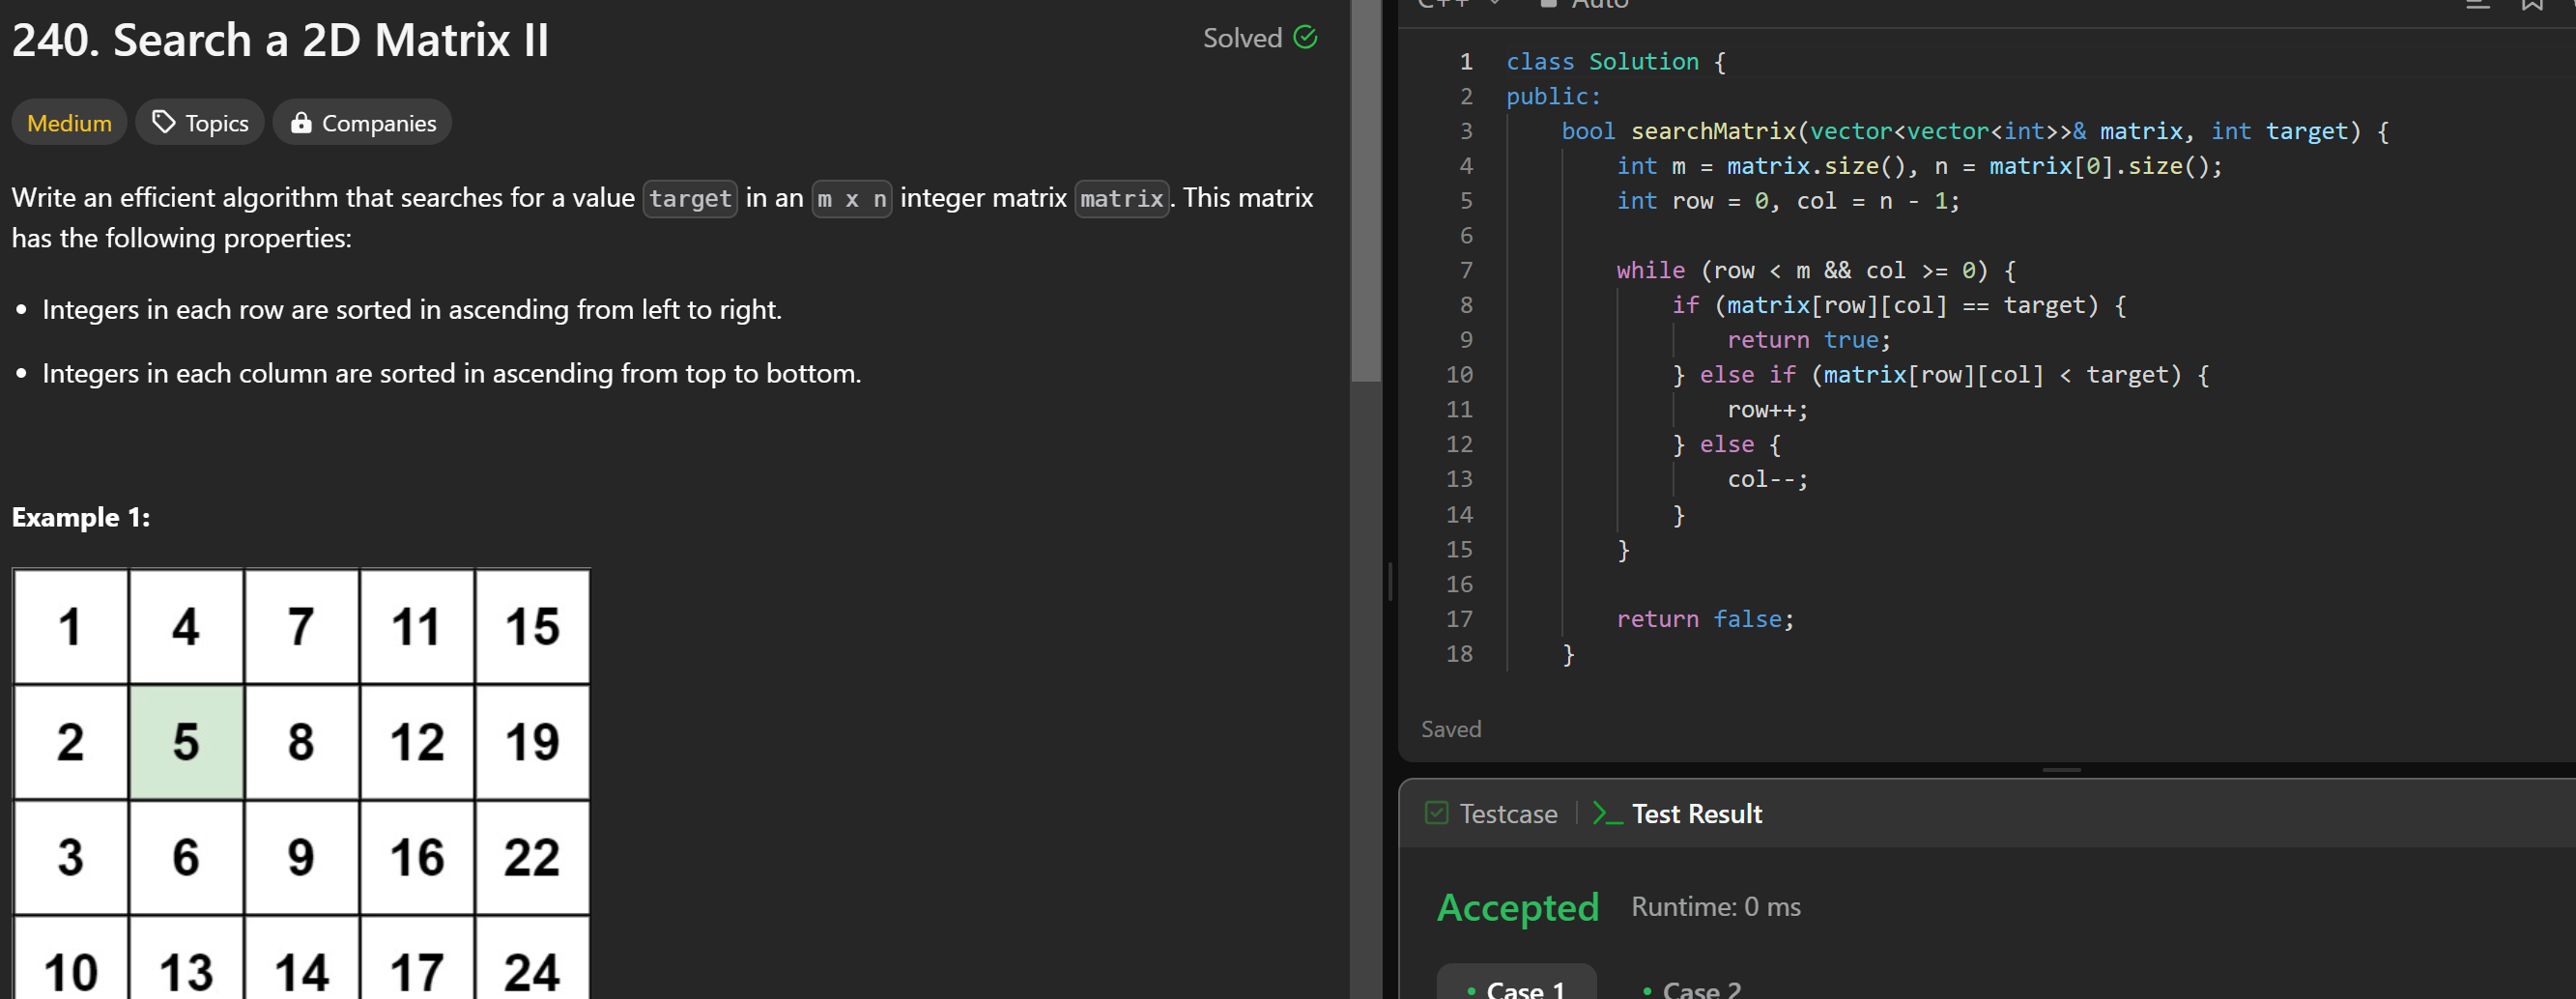 240. Search a 2D Matrix II
Solved
Medium Topics Companies
Write an efficient algorithm that searches for a value target in an m x n integer matrix matrix. This matrix
has the following properties:
• Integers in each row are sorted in ascending from left to right.
• Integers in each column are sorted in ascending from top to bottom.
Example 1:
1 4 7 11 15
2 5 8 12 19
3 6 9 16 22
10 13 14 17 24
C++ Auto
1 class Solution {
2 public:
3 bool searchMatrix(vector<vector<int>>& matrix, int target) {
4 int m = matrix.size(), n = matrix[0].size();
5 int row = 0, col = n - 1;
6
7 while (row < m && col >= 0) {
8 if (matrix[row][col] == target) {
9 return true;
10 } else if (matrix[row][col] < target) {
11 row++;
12 } else {
13 col--;
14 }
15 }
16
17 return false;
18 }
Saved
Testcase | >_ Test Result
Accepted Runtime: 0 ms
• Case 1 • Case 2